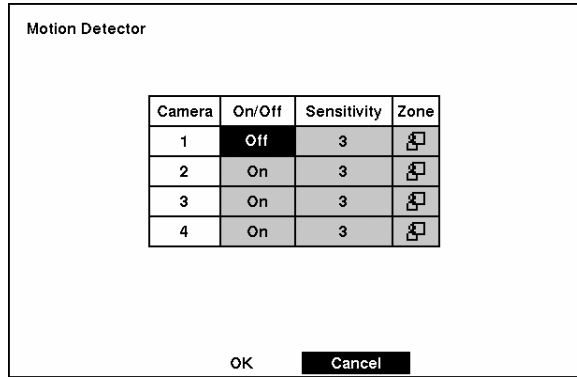 Motion Detector
Camera On/Off Sensitivity Zone
1 Off 3
2 On 3
3 On 3
4 On 3
OK Cancel